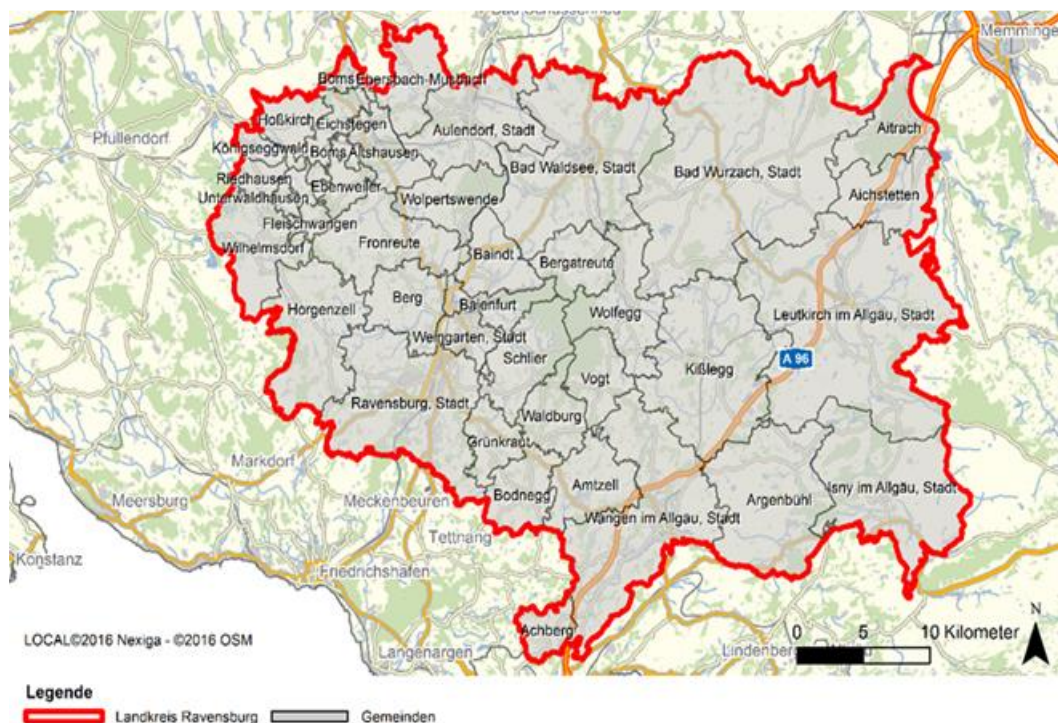 Bad Schussenried
Memminge
Boms Ebersbach-Musbach
Pfullendorf
Hoßkirch
Eichstegen
Aulendorf, Stadt
Aitrach
Königseggwald
Boms Altshausen
Bad Waldsee, Stadt
Bad Wurzach, Stadt
Riedhausen
Ebenweiler
Aichstetten
Unterwaldhausen
Wolpertswende
Fleischwangen
Wilhelmsdorf
Fronreute
Baindt
Bergatreute
Horgenzell
Berg
Baienfurt
Wolfegg
Leutkirch im Allgäu, Stadt
Weingarten, Stadt
Schlier
A 96
Vogt
Kißlegg
Ravensburg, Stadt
Waldburg
Grünkraut
Markdorf
Meersburg
Meckenbeuren
Bodnegg
Amtzell
Argenbühl
Isny im Allgäu, Stadt
Wangen im Allgäu, Stadt
Tettnang
Konstanz
Friedrichshafen
Achberg
N
LOCAL©2016 Nexiga - ©2016 OSM
Langenargen
Lindenberg
0 5 10 Kilometer
Legende
Landkreis Ravensburg
Gemeinden